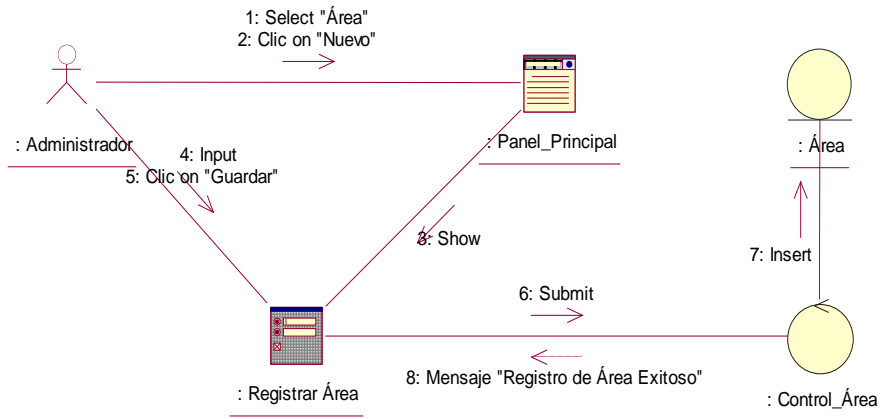 1: Select "Área"
2: Clic on "Nuevo"
: Administrador
: Panel_Principal
: Área
4: Input
5: Clic on "Guardar"
3: Show
7: Insert
6: Submit
8: Mensaje "Registro de Área Exitoso"
: Registrar Área
: Control_Área